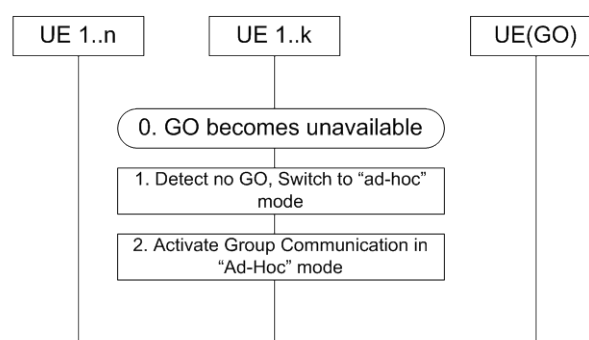 UE 1..n
UE 1..k
UE(GO)
0. GO becomes unavailable
1. Detect no GO, Switch to “ad-hoc”
mode
2. Activate Group Communication in
“Ad-Hoc” mode